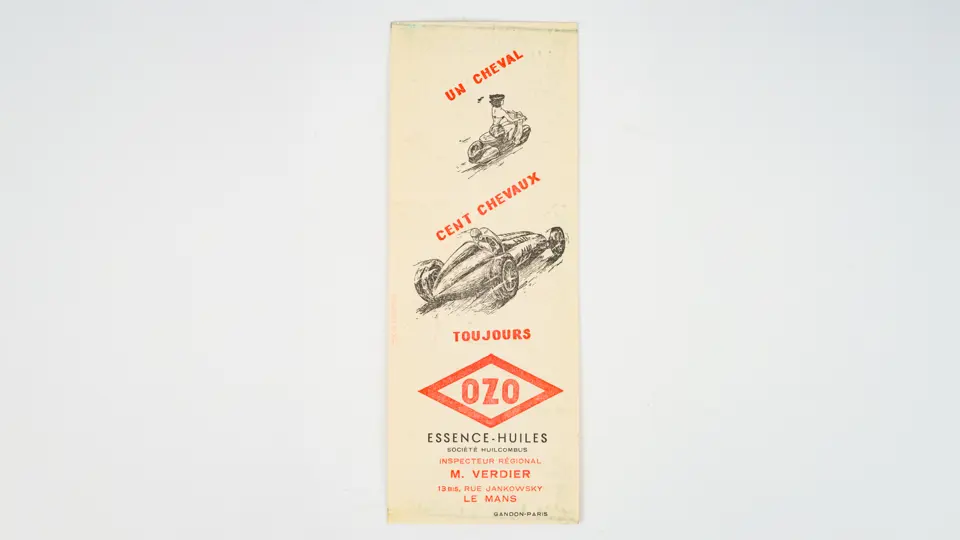 UN CHEVAL
CENT CHEVAUX
TOUJOURS
OZO
ESSENCE-HUILES
SOCIÉTÉ HUILCOMBUS
INSPECTEUR RÉGIONAL
M. VERDIER
13 BIS, RUE JANKOWSKY
LE MANS
GANDON-PARIS